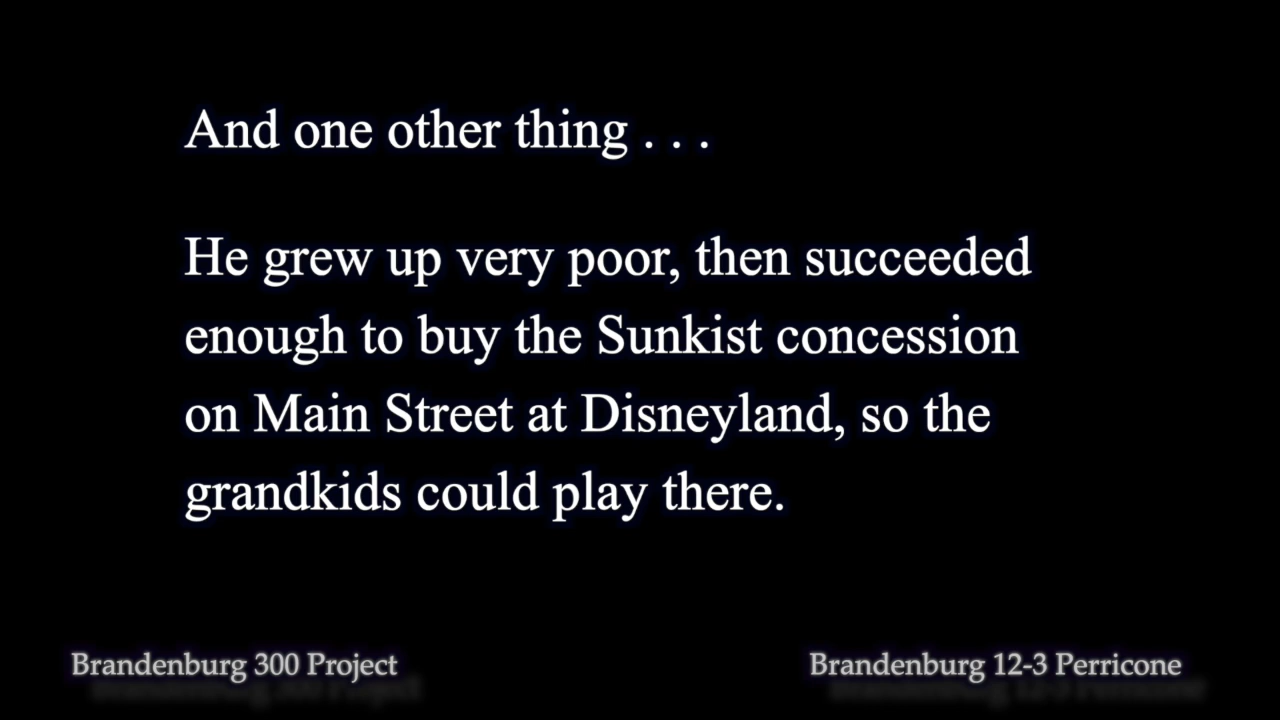 And one other thing . . .
He grew up very poor, then succeeded
enough to buy the Sunkist concession
on Main Street at Disneyland, so the
grandkids could play there.
Brandenburg 300 Project
Brandenburg 12-3 Perricone